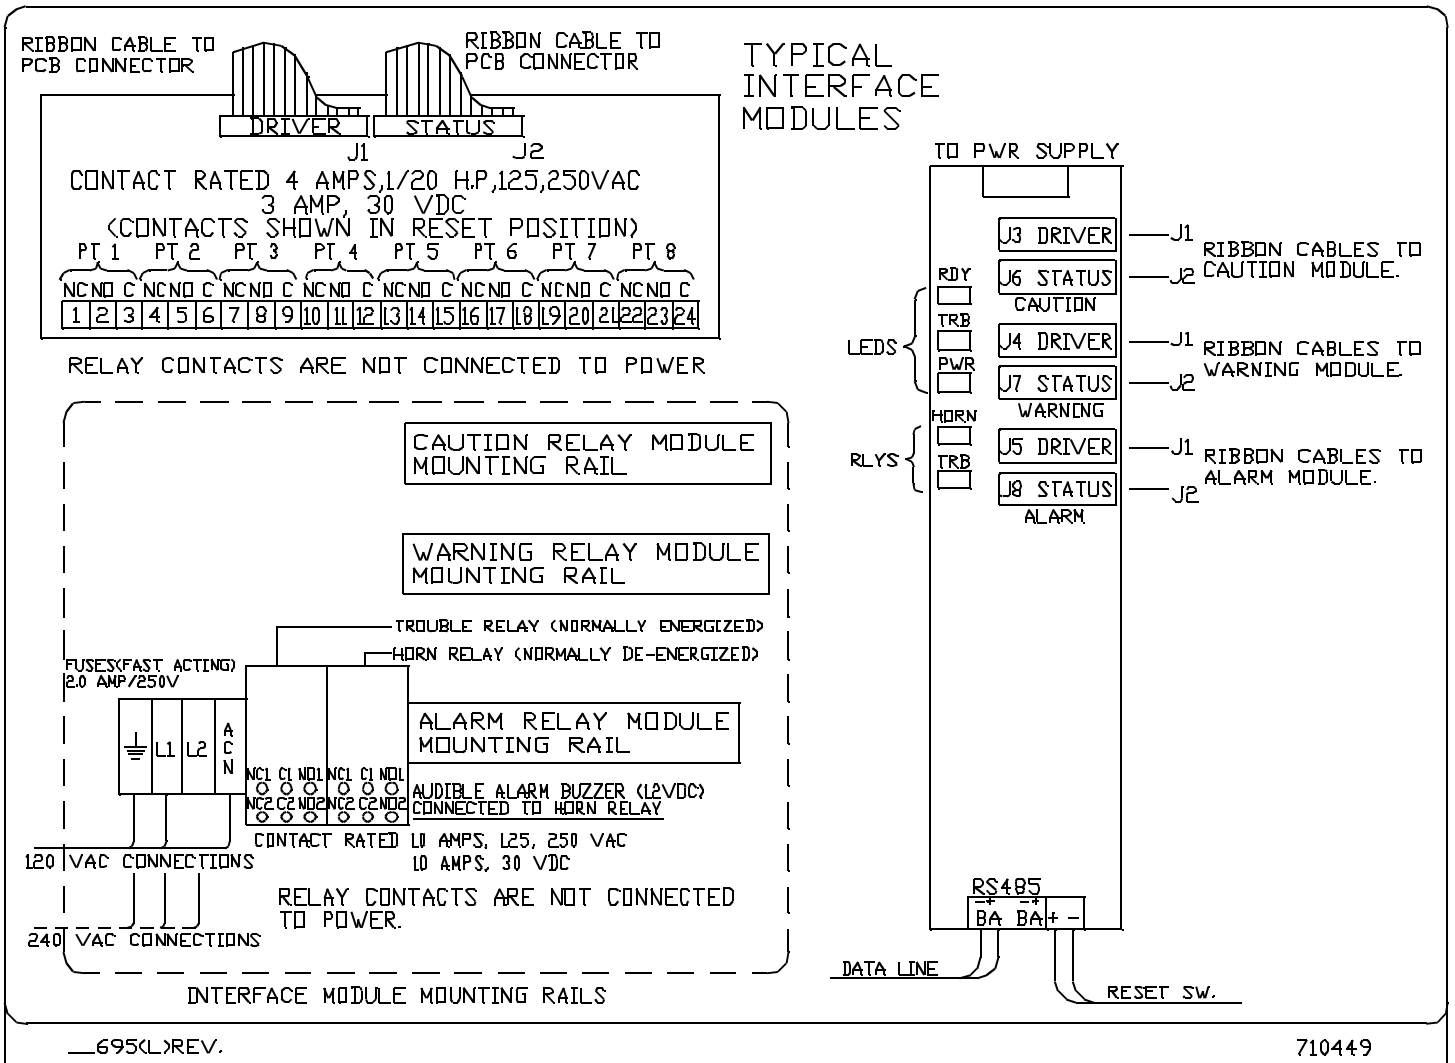 RIBBON CABLE TO
PCB CONNECTOR
RIBBON CABLE TO
PCB CONNECTOR
TYPICAL
INTERFACE
MODULES
DRIVER
STATUS
J1
J2
CONTACT RATED 4 AMPS,1/20 H.P,125,250VAC
3 AMP, 30 VDC
(CONTACTS SHOWN IN RESET POSITION)
PT 1 PT 2 PT 3 PT 4 PT 5 PT 6 PT 7 PT 8
NC NO C NC NO C NC NO C NC NO C NC NO C NC NO C NC NO C NC NO C
1 2 3 4 5 6 7 8 9 10 11 12 13 14 15 16 17 18 19 20 21 22 23 24
RELAY CONTACTS ARE NOT CONNECTED TO POWER
TO PWR SUPPLY
J3 DRIVER
J1
RIBBON CABLES TO
CAUTION MODULE.
J6 STATUS
J2
CAUTION
RDY
TRB
PWR
LEDS
J4 DRIVER
J1
RIBBON CABLES TO
WARNING MODULE.
J7 STATUS
J2
WARNING
HORN
TRB
RLYS
J5 DRIVER
J1
RIBBON CABLES TO
ALARM MODULE.
J8 STATUS
J2
ALARM
CAUTION RELAY MODULE
MOUNTING RAIL
WARNING RELAY MODULE
MOUNTING RAIL
TROUBLE RELAY (NORMALLY ENERGIZED)
HORN RELAY (NORMALLY DE-ENERGIZED)
FUSES(FAST ACTING)
2.0 AMP/250V
L1
L2
ACN
ALARM RELAY MODULE
MOUNTING RAIL
NC1 C1 NO1 NC1 C1 NO1
NC2 C2 NO2 NC2 C2 NO2
AUDIBLE ALARM BUZZER (12VDC)
CONNECTED TO HORN RELAY
CONTACT RATED 10 AMPS, 125, 250 VAC
10 AMPS, 30 VDC
120 VAC CONNECTIONS
RELAY CONTACTS ARE NOT CONNECTED
TO POWER.
240 VAC CONNECTIONS
INTERFACE MODULE MOUNTING RAILS
RS485
-+ -+
BA BA + -
DATA LINE
RESET SW.
__695(L)REV.
710449